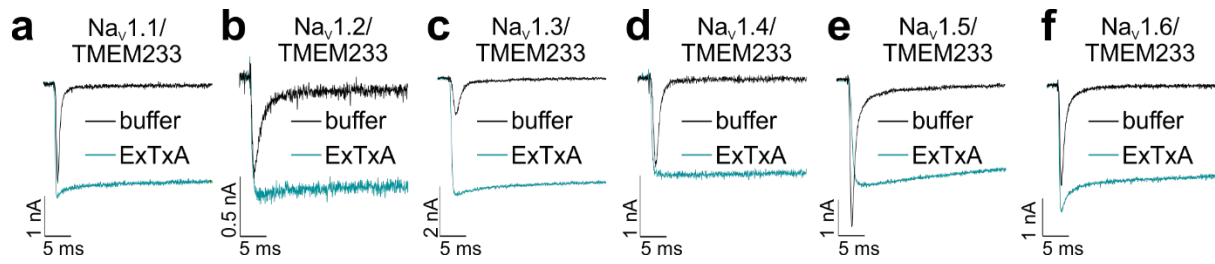 a
Naᵥ1.1/
TMEM233
buffer
ExTxA
1 nA
5 ms
b
Naᵥ1.2/
TMEM233
buffer
ExTxA
0.5 nA
5 ms
c
Naᵥ1.3/
TMEM233
buffer
ExTxA
2 nA
5 ms
d
Naᵥ1.4/
TMEM233
buffer
ExTxA
1 nA
5 ms
e
Naᵥ1.5/
TMEM233
buffer
ExTxA
1 nA
5 ms
f
Naᵥ1.6/
TMEM233
buffer
ExTxA
1 nA
5 ms